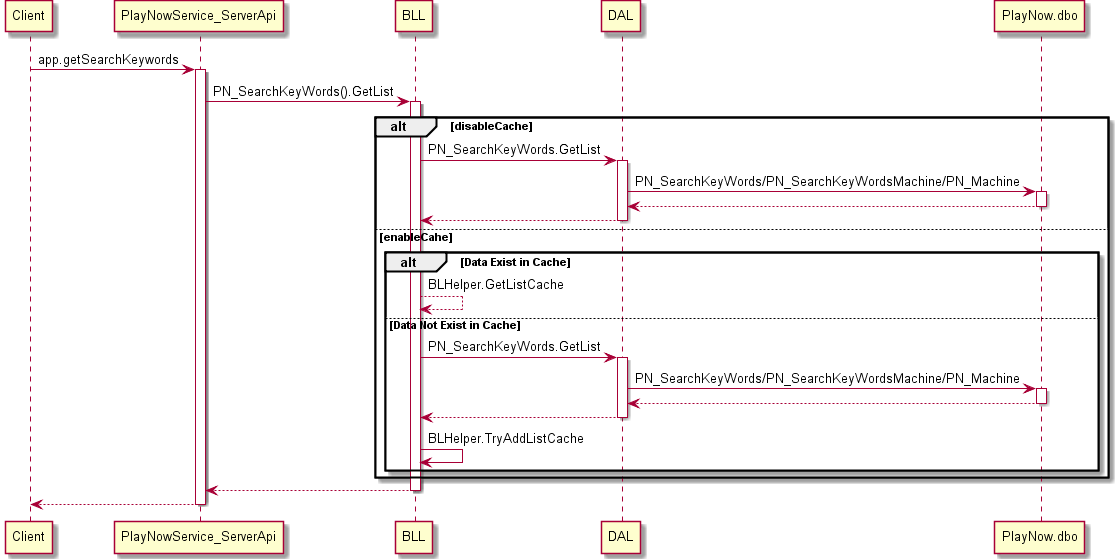 Client PlayNowService_ServerApi BLL DAL PlayNow.dbo
app.getSearchKeywords
PN_SearchKeyWords().GetList
alt [disableCache]
PN_SearchKeyWords.GetList
PN_SearchKeyWords/PN_SearchKeyWordsMachine/PN_Machine
[enableCahe]
alt [Data Exist in Cache]
BLHelper.GetListCache
[Data Not Exist in Cache]
PN_SearchKeyWords.GetList
PN_SearchKeyWords/PN_SearchKeyWordsMachine/PN_Machine
BLHelper.TryAddListCache
Client PlayNowService_ServerApi BLL DAL PlayNow.dbo